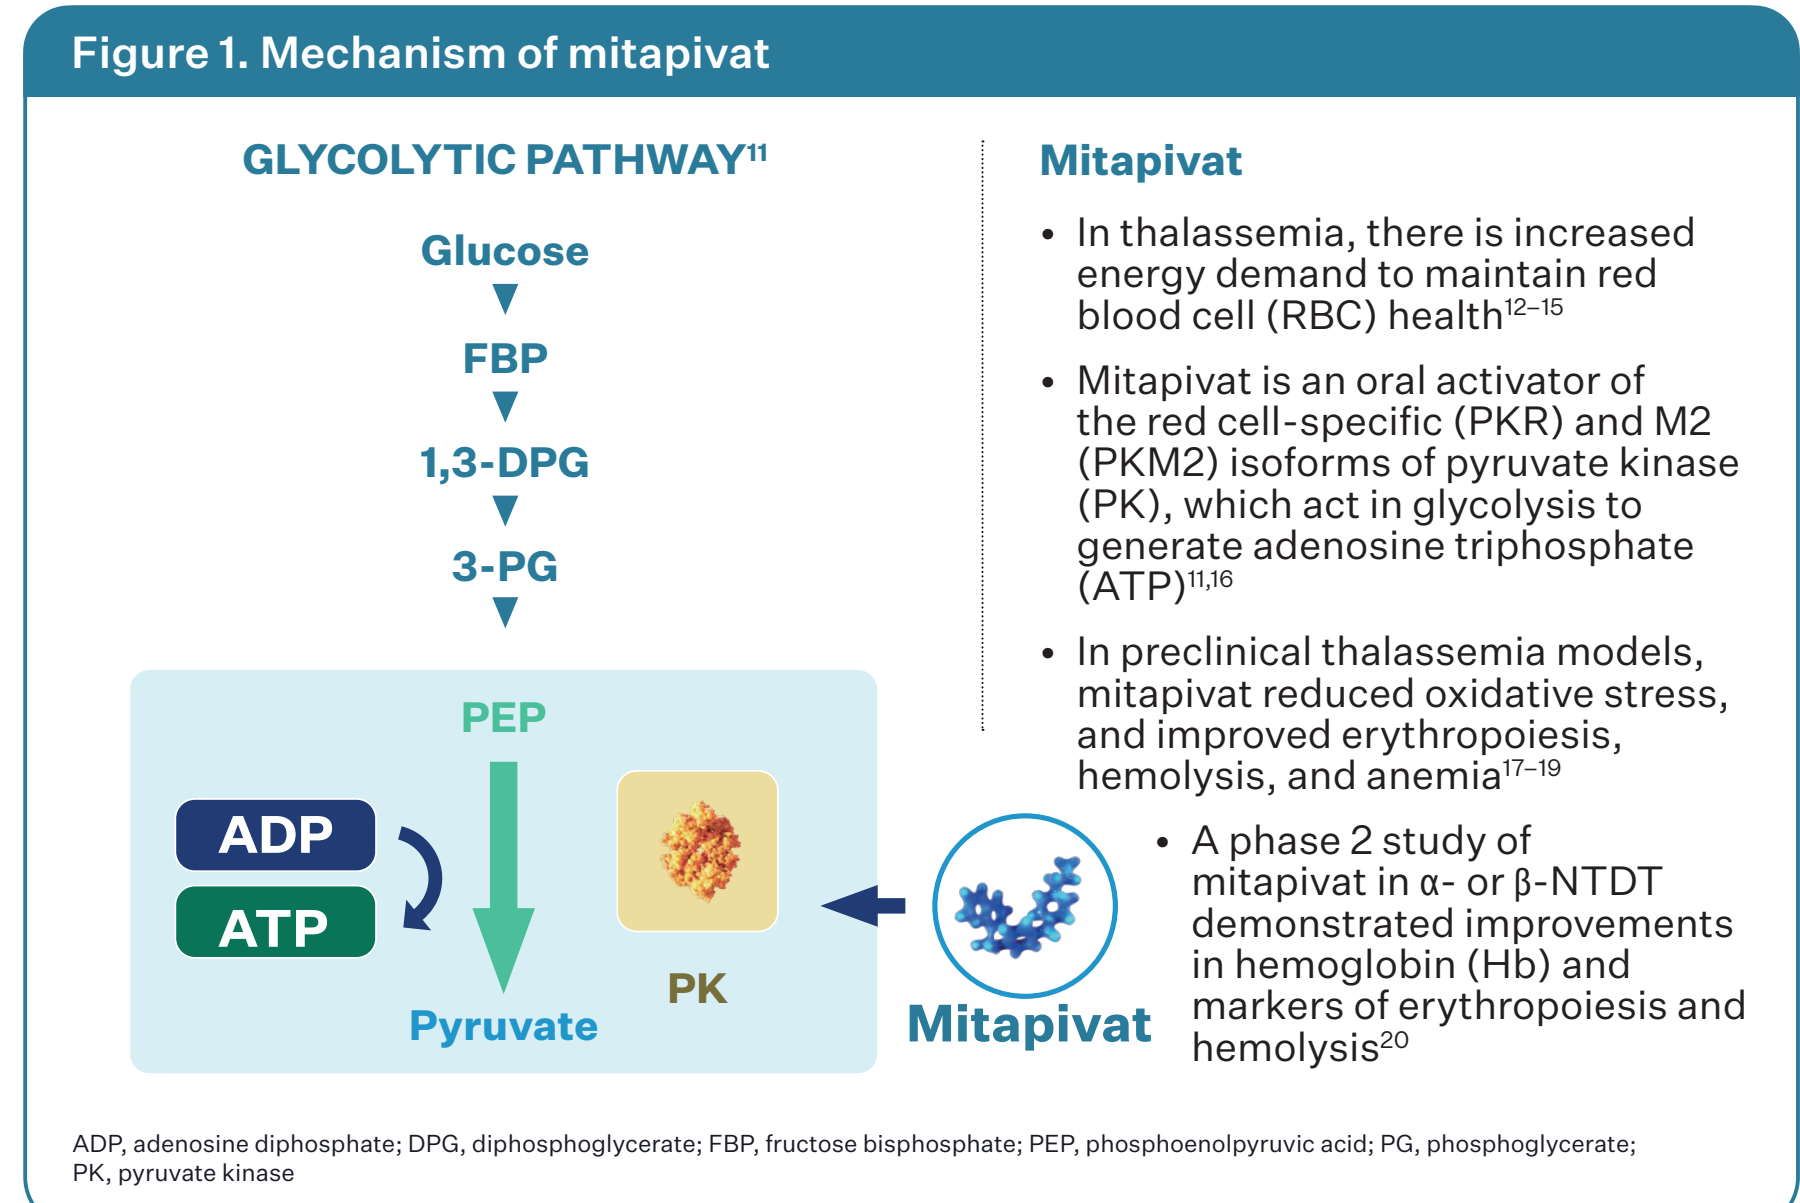 Figure 1. Mechanism of mitapivat
GLYCOLYTIC PATHWAY¹¹
Glucose
FBP
1,3-DPG
3-PG
PEP
ADP
ATP
Pyruvate
PK
Mitapivat
Mitapivat
• In thalassemia, there is increased
energy demand to maintain red
blood cell (RBC) health¹²⁻¹⁵
• Mitapivat is an oral activator of
the red cell-specific (PKR) and M2
(PKM2) isoforms of pyruvate kinase
(PK), which act in glycolysis to
generate adenosine triphosphate
(ATP)¹¹,¹⁶
• In preclinical thalassemia models,
mitapivat reduced oxidative stress,
and improved erythropoiesis,
hemolysis, and anemia¹⁷⁻¹⁹
• A phase 2 study of
mitapivat in α- or β-NTDT
demonstrated improvements
in hemoglobin (Hb) and
markers of erythropoiesis and
hemolysis²⁰
ADP, adenosine diphosphate; DPG, diphosphoglycerate; FBP, fructose bisphosphate; PEP, phosphoenolpyruvic acid; PG, phosphoglycerate;
PK, pyruvate kinase